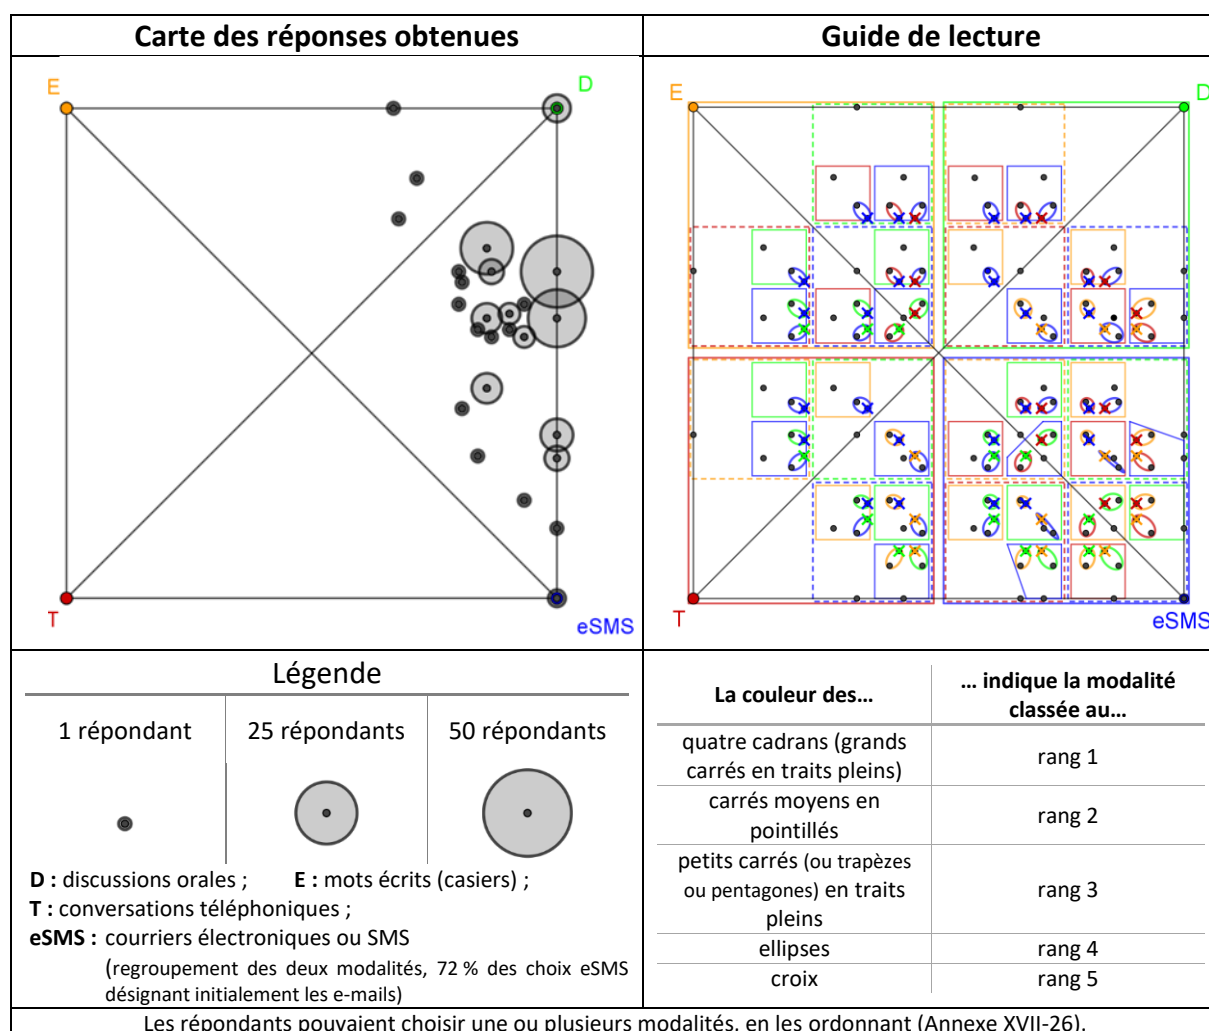 Carte des réponses obtenues
Guide de lecture
E
D
T
eSMS
E
D
T
eSMS
Légende
1 répondant
25 répondants
50 répondants
D : discussions orales ; E : mots écrits (casiers) ;
T : conversations téléphoniques ;
eSMS : courriers électroniques ou SMS
(regroupement des deux modalités, 72 % des choix eSMS
désignant initialement les e-mails)
La couleur des…
… indique la modalité
classée au…
quatre cadrans (grands
carrés en traits pleins)
rang 1
carrés moyens en
pointillés
rang 2
petits carrés (ou trapèzes
ou pentagones) en traits
pleins
rang 3
ellipses
rang 4
croix
rang 5
Les répondants pouvaient choisir une ou plusieurs modalités, en les ordonnant (Annexe XVII-26).